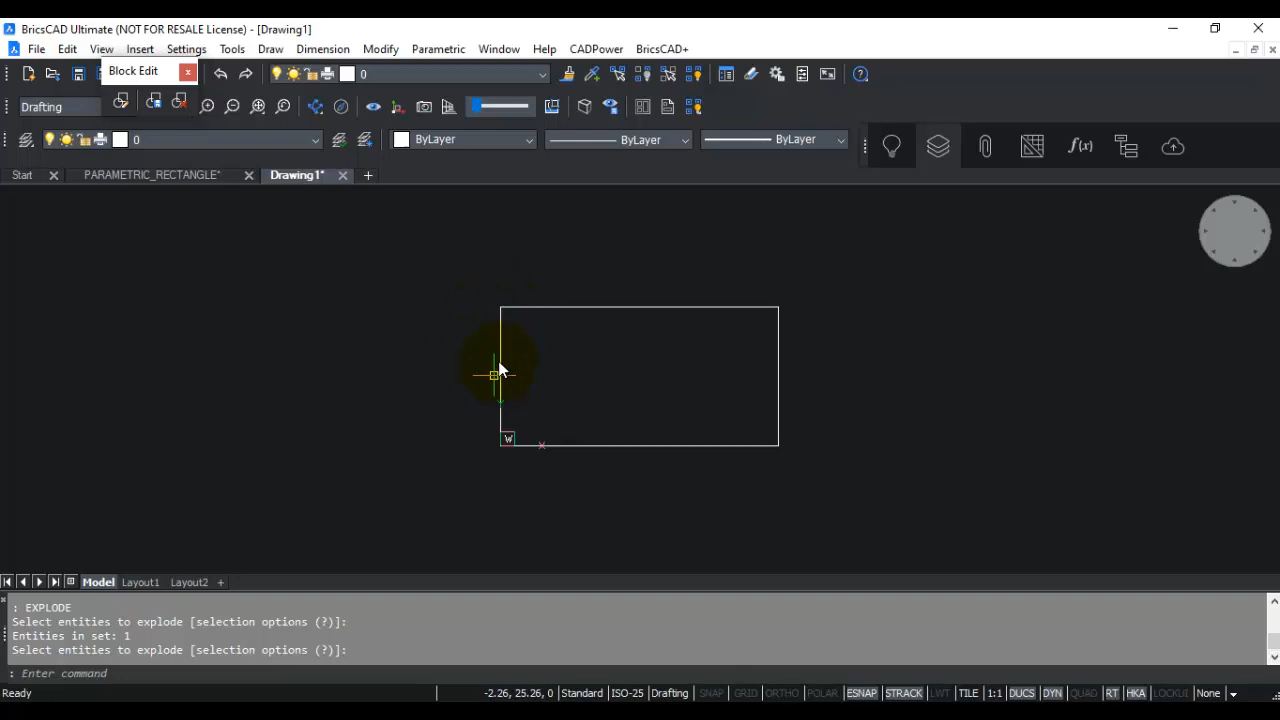 BricsCAD Ultimate (NOT FOR RESALE License) - [Drawing1]
File Edit View Insert Settings Tools Draw Dimension Modify Parametric Window Help CADPower BricsCAD+
Block Edit x
0
Drafting
0 ByLayer ByLayer ByLayer f(x)
Start PARAMETRIC_RECTANGLE* Drawing1* +
W
Model Layout1 Layout2 +
: EXPLODE
Select entities to explode [selection options (?)]:
Entities in set: 1
Select entities to explode [selection options (?)]:
: Enter command
Ready -2.26, 25.26, 0 Standard ISO-25 Drafting SNAP GRID ORTHO POLAR ESNAP STRACK LWT TILE 1:1 DUCS DYN QUAD RT HKA LOCKUI None